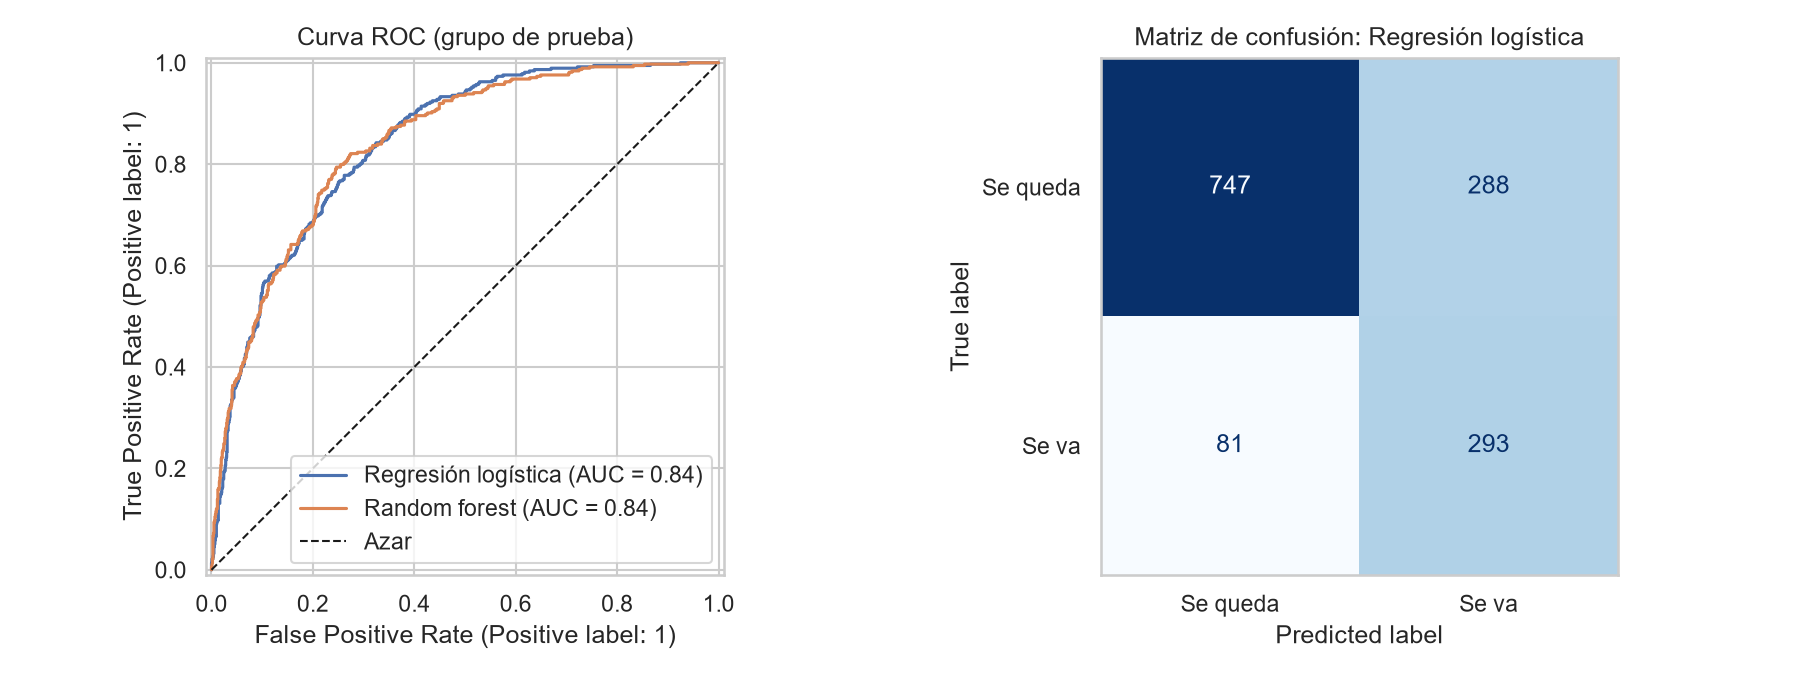 Curva ROC (grupo de prueba)
True Positive Rate (Positive label: 1)
1.0
0.8
0.6
0.4
0.2
0.0
Regresión logística (AUC = 0.84)
Random forest (AUC = 0.84)
Azar
0.0 0.2 0.4 0.6 0.8 1.0
False Positive Rate (Positive label: 1)
Matriz de confusión: Regresión logística
True label
Se queda
747 288
Se va
81 293
Se queda Se va
Predicted label